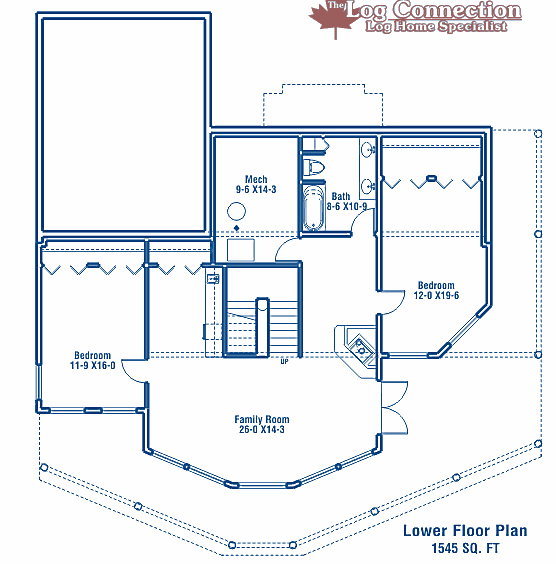 The Log Connection
Log Home Specialist
Mech
9-6 X14-3
Bath
8-6 X10-9
Bedroom
12-0 X19-6
Bedroom
11-9 X16-0
UP
Family Room
26-0 X14-3
Lower Floor Plan
1545 SQ. FT